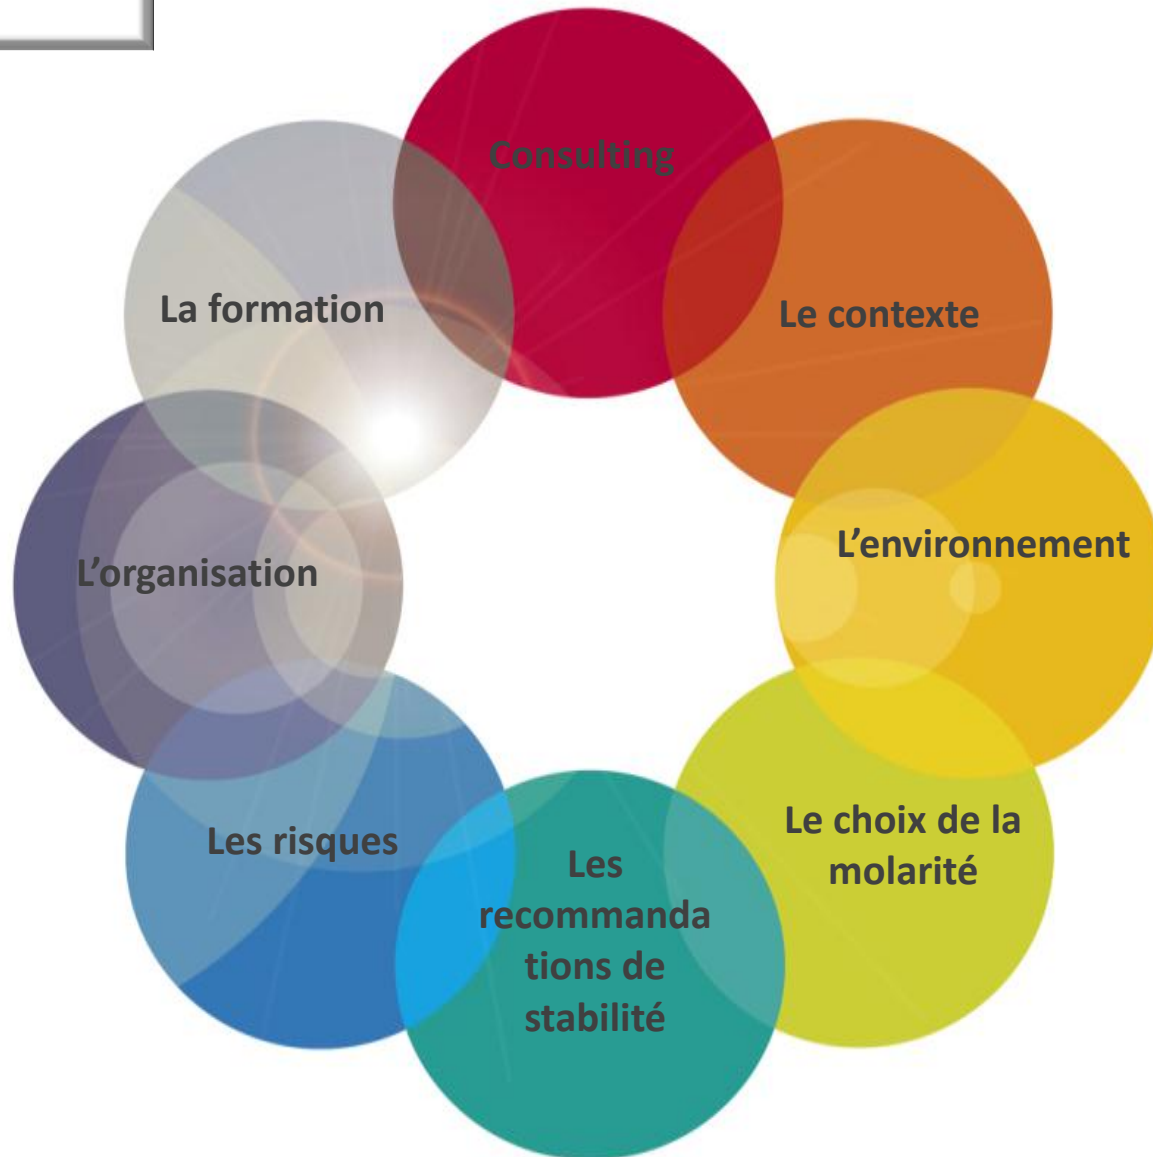 Consulting
Le contexte
L’environnement
Le choix de la
molarité
Les
recommanda
tions de
stabilité
Les risques
L’organisation
La formation